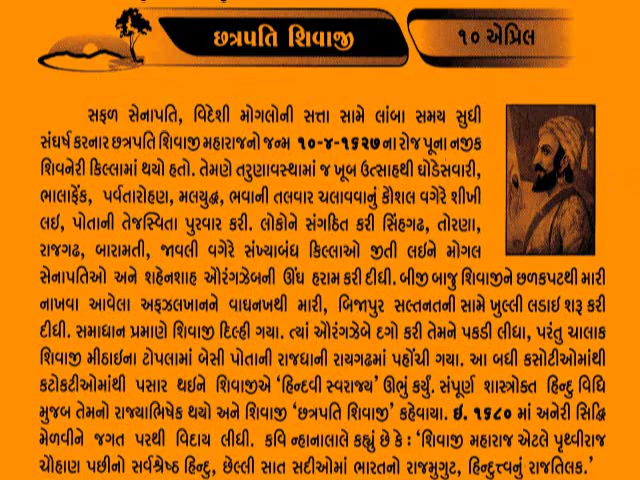 છત્રપતિ શિવાજી
૧૦ એપ્રિલ
સફળ સેનાપતિ, વિદેશી મોગલોની સત્તા સામે લાંબા સમય સુધી
સંઘર્ષ કરનાર છત્રપતિ શિવાજી મહારાજનો જન્મ ૧૦-૪-૧૬૨૭ ના રોજ પૂના નજીક
શિવનેરી કિલ્લામાં થયો હતો. તેમણે તરુણાવસ્થામાં જ ખૂબ ઉત્સાહથી ઘોડેસવારી,
ભાલાફેંક, પર્વતારોહણ, મલયુદ્ધ, ભવાની તલવાર ચલાવવાનું કૌશલ વગેરે શીખી
લઈ, પોતાની તેજસ્વિતા પુરવાર કરી. લોકોને સંગઠિત કરી સિંહગઢ, તોરણા,
રાજગઢ, બારામતી, જાવલી વગેરે સંખ્યાબંધ કિલ્લાઓ જીતી લઈને મોગલ
સેનાપતિઓ અને શહેનશાહ ઔરંગઝેબની ઊંઘ હરામ કરી દીધી. બીજી બાજુ શિવાજીને છળકપટથી મારી
નાખવા આવેલા અફઝલખાનને વાઘનખથી મારી, બિજાપુર સલ્તનતની સામે ખુલ્લી લડાઈ શરૂ કરી
દીધી. સમાધાન પ્રમાણે શિવાજી દિલ્હી ગયા. ત્યાં ઔરંગઝેબે દગો કરી તેમને પકડી લીધા, પરંતુ ચાલાક
શિવાજી મીઠાઈના ટોપલામાં બેસી પોતાની રાજધાની રાયગઢમાં પહોંચી ગયા. આ બધી કસોટીઓમાંથી
કટોકટીઓમાંથી પસાર થઈને શિવાજીએ ‘હિન્દવી સ્વરાજ્ય’ ઊભું કર્યું. સંપૂર્ણ શાસ્ત્રોક્ત હિન્દુ વિધિ
મુજબ તેમનો રાજ્યાભિષેક થયો અને શિવાજી ‘છત્રપતિ શિવાજી’ કહેવાયા. ઇ. ૧૬૮૦ માં અનેરી સિદ્ધિ
મેળવીને જગત પરથી વિદાય લીધી. કવિ ન્હાનાલાલે કહ્યું છે કે : ‘શિવાજી મહારાજ એટલે પૃથ્વીરાજ
ચૌહાણ પછીનો સર્વશ્રેષ્ઠ હિન્દુ, છેલ્લી સાત સદીઓમાં ભારતનો રાજમુગુટ, હિન્દુત્ત્વનું રાજતિલક.’